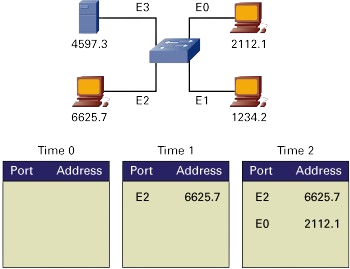 E3 E0
4597.3 2112.1
E2 E1
6625.7 1234.2
Time 0 Time 1 Time 2
Port Address Port Address Port Address
E2 6625.7 E2 6625.7
E0 2112.1